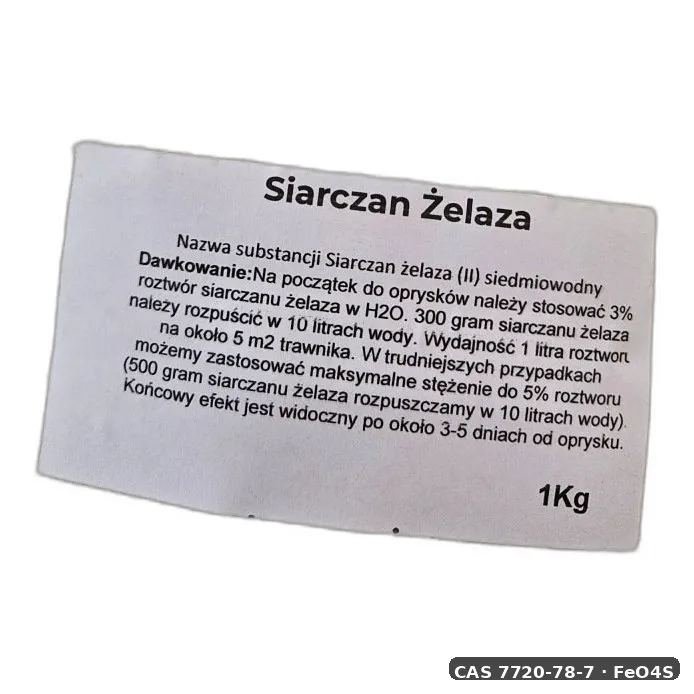 Siarczan Żelaza
Nazwa substancji Siarczan żelaza (II) siedmiowodny
Dawkowanie:Na początek do oprysków należy stosować 3%
roztwór siarczanu żelaza w H2O. 300 gram siarczanu żelaza
należy rozpuścić w 10 litrach wody. Wydajność 1 litra roztworu
na około 5 m2 trawnika. W trudniejszych przypadkach
możemy zastosować maksymalne stężenie do 5% roztworu
(500 gram siarczanu żelaza rozpuszczamy w 10 litrach wody).
Końcowy efekt jest widoczny po około 3-5 dniach od oprysku.
1Kg
CAS 7720-78-7 · FeO4S